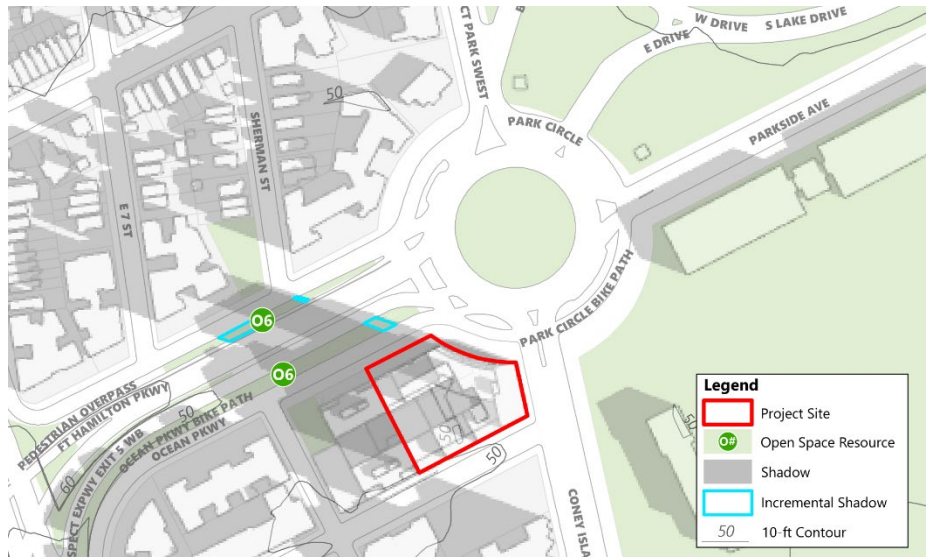 W DRIVE
S LAKE DRIVE
E DRIVE
CT PARK SWEST
PARK CIRCLE
PARKSIDE AVE
50
SHERMAN ST
E 7 ST
PARK CIRCLE BIKE PATH
O6
O6
PEDESTRIAN OVERPASS
FT HAMILTON PKWY
50
OCEAN PKWY BIKE PATH
OCEAN PKWY
SPECT EXPWY EXIT 5 WB
60
50
50
CONEY ISLA
50
Legend
Project Site
O# Open Space Resource
Shadow
Incremental Shadow
50 10-ft Contour